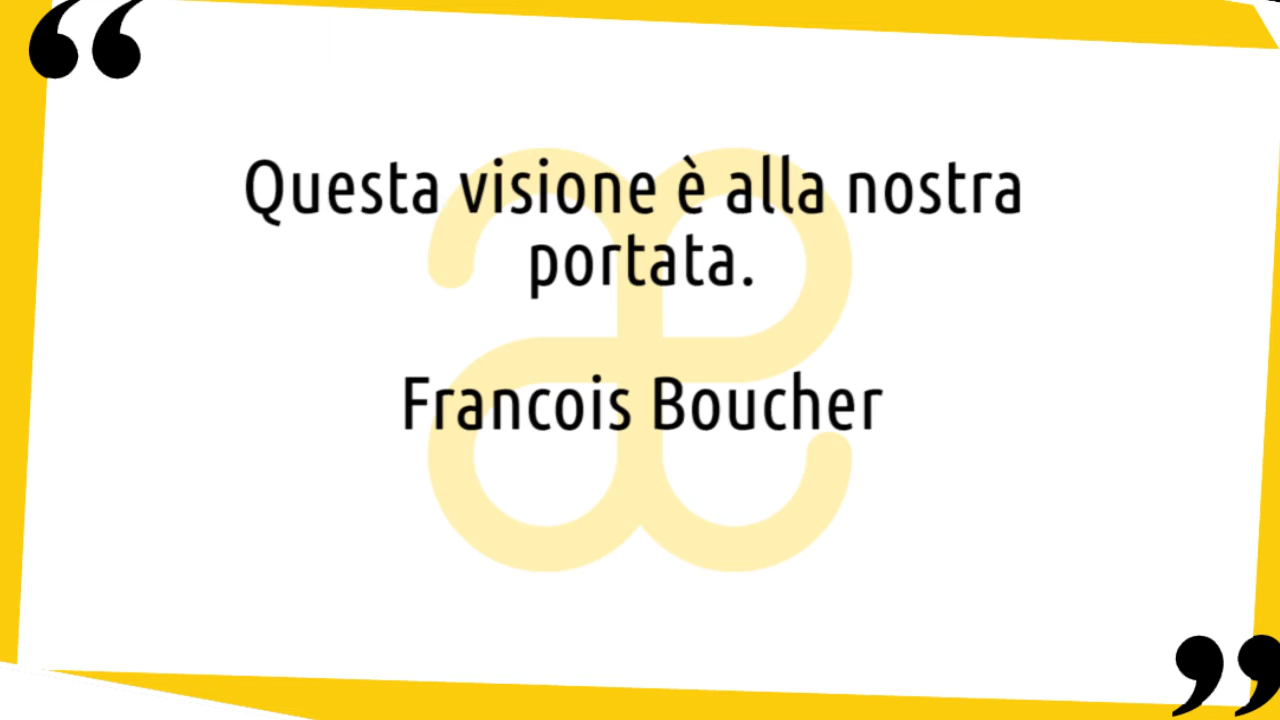 “
Questa visione è alla nostra
portata.
Francois Boucher
”